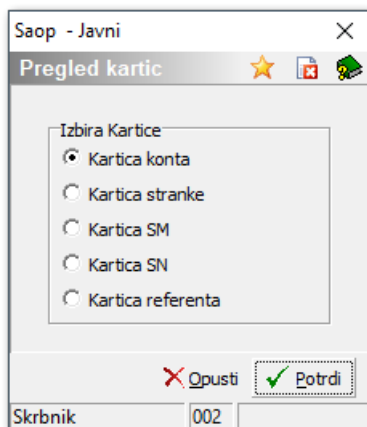 Saop - Javni
Pregled kartic
Izbira Kartice
Kartica konta
Kartica stranke
Kartica SM
Kartica SN
Kartica referenta
Opusti Potrdi
Skrbnik 002